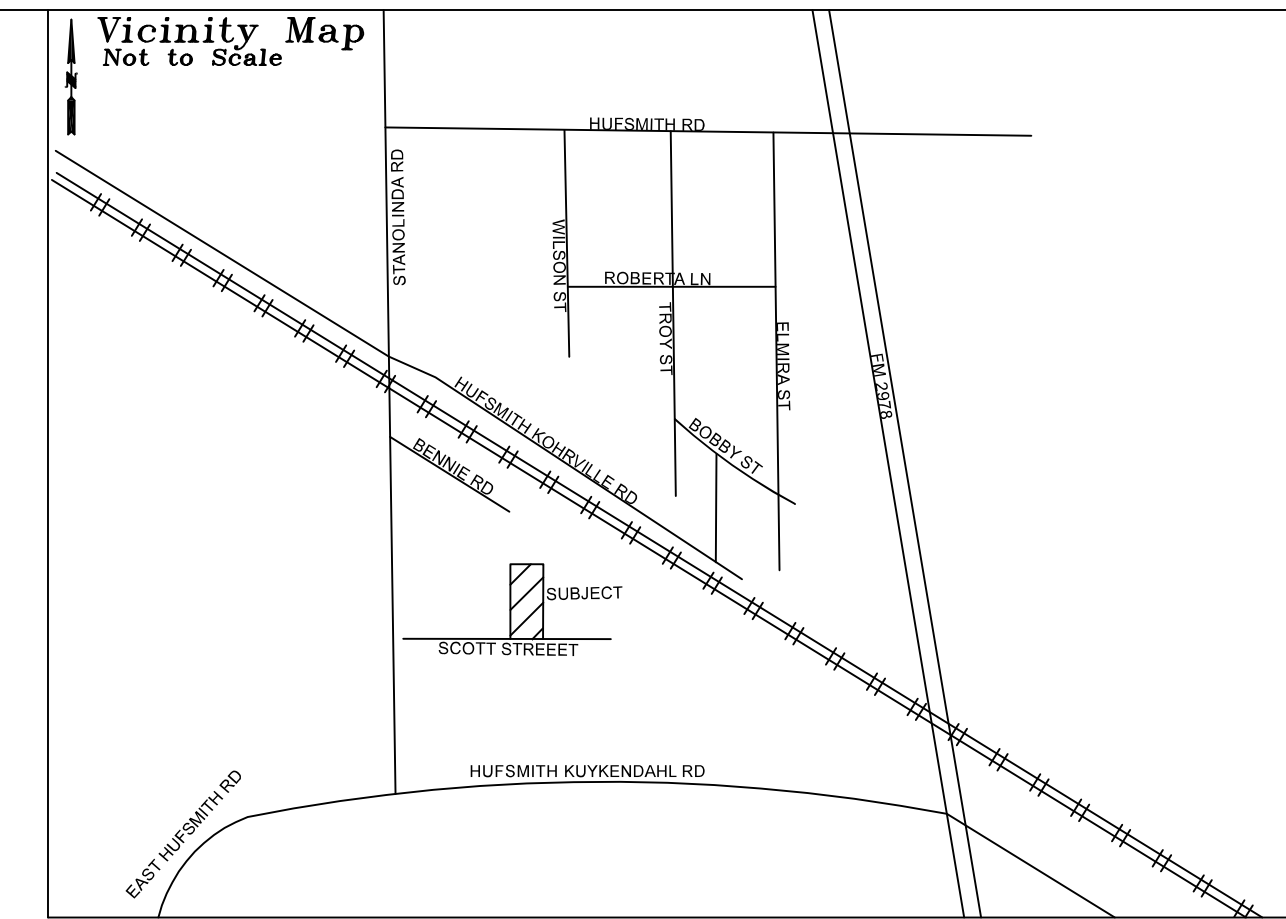 Vicinity Map
Not to Scale
N
HUFSMITH RD
STANOLINDA RD
WILSON ST
ROBERTA LN
TROY ST
ELMIRA ST
FM 2978
HUFSMITH KOHRVILLE RD
BOBBY ST
BENNIE RD
SUBJECT
SCOTT STREEET
HUFSMITH KUYKENDAHL RD
EAST HUFSMITH RD